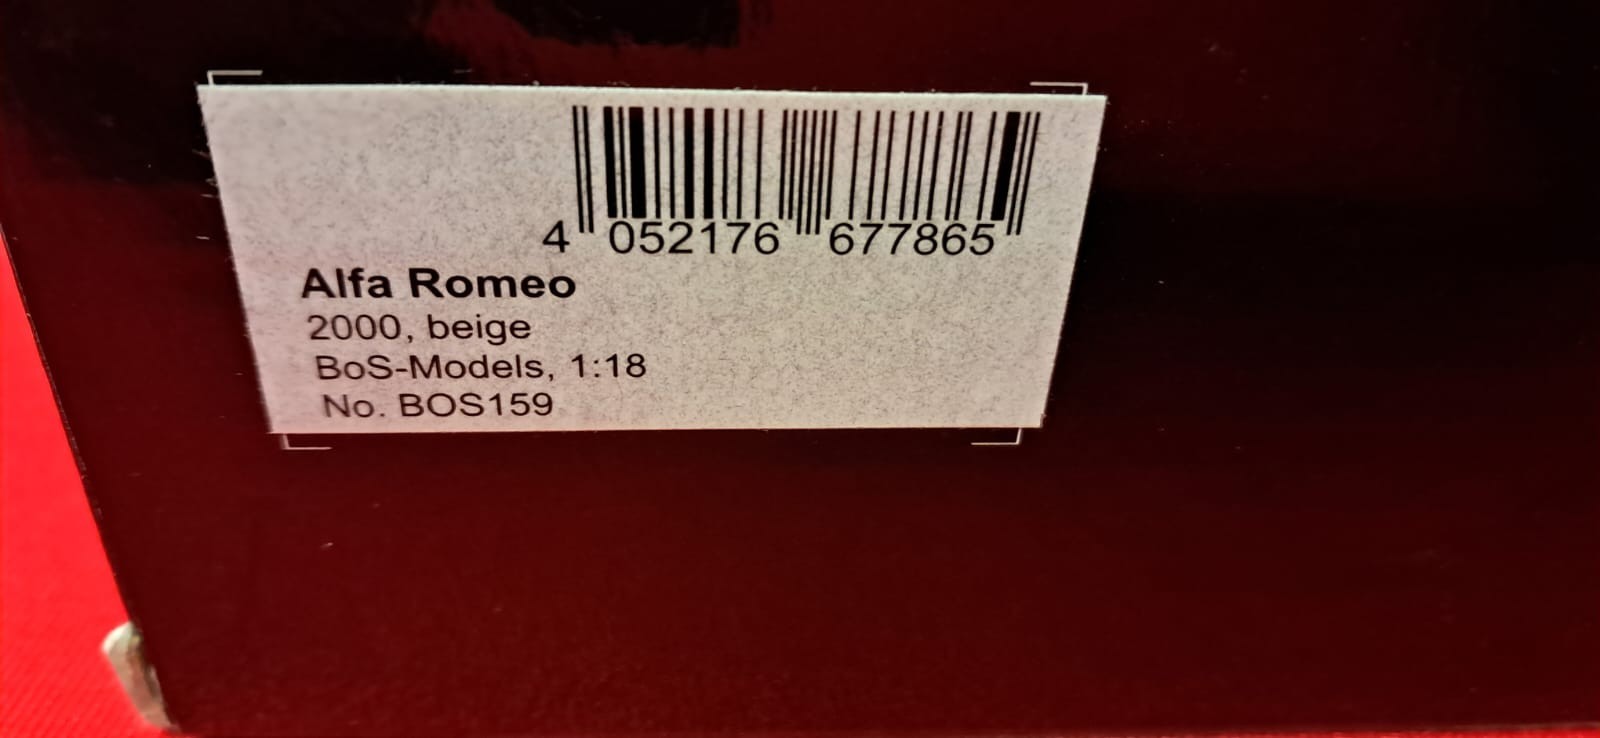 4 052176 677865
Alfa Romeo
2000, beige
BoS-Models, 1:18
No. BOS159